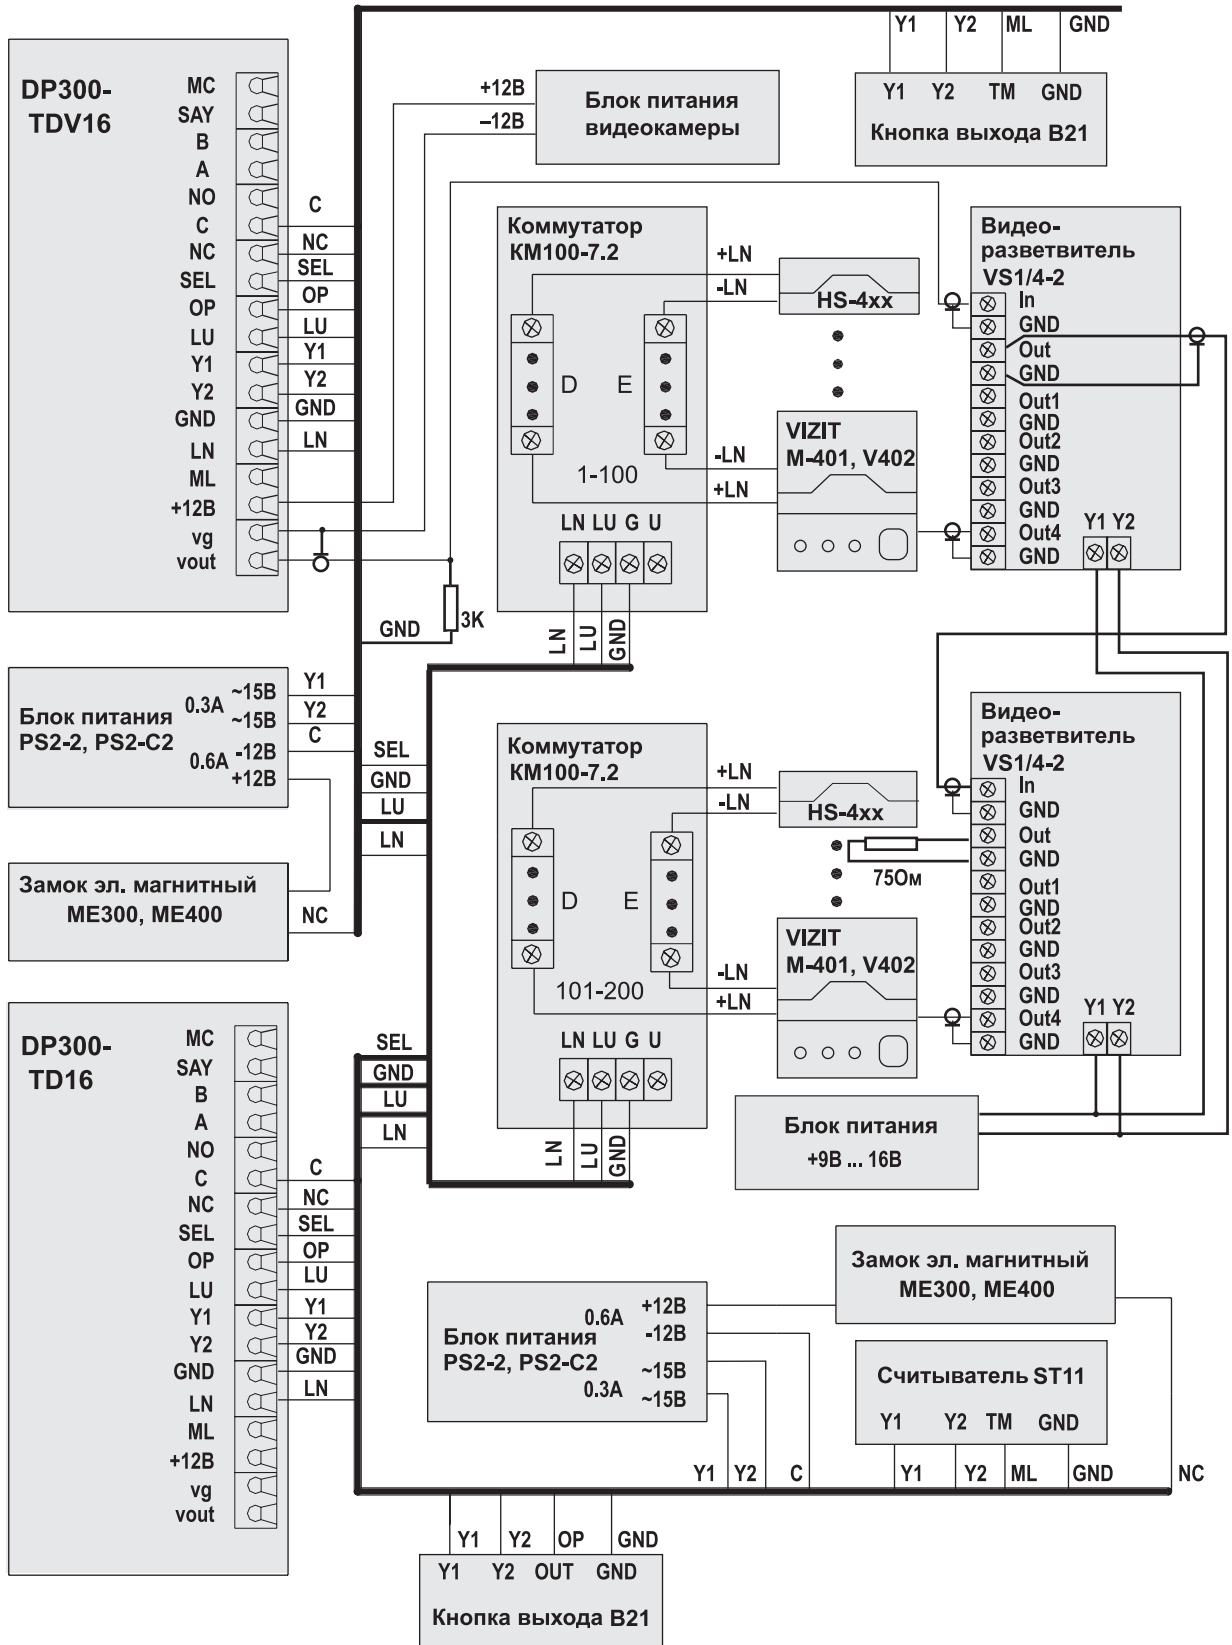 Y1 Y2 ML GND
Y1 Y2 TM GND
Кнопка выхода B21
DP300-
TDV16
MC
SAY
B
A
NO
C
NC
SEL
OP
LU
Y1
Y2
GND
LN
ML
+12В
vg
vout
C
NC
SEL
OP
LU
Y1
Y2
GND
LN
+12В
–12В
Блок питания
видеокамеры
Коммутатор
КМ100-7.2
D E
1-100
LN LU G U
LN
LU
GND
+LN
-LN
HS-4xx
VIZIT
M-401, V402
-LN
+LN
Видео-
разветвитель
VS1/4-2
In
GND
Out
GND
Out1
GND
Out2
GND
Out3
GND
Out4
GND
Y1 Y2
3K
GND
Блок питания
PS2-2, PS2-C2
0.3А
~15В
~15В
0.6А
-12В
+12В
Y1
Y2
C
SEL
GND
LU
LN
Замок эл. магнитный
ME300, ME400
NC
Коммутатор
КМ100-7.2
D E
101-200
LN LU G U
LN
LU
GND
+LN
-LN
HS-4xx
75Ом
VIZIT
M-401, V402
-LN
+LN
Видео-
разветвитель
VS1/4-2
In
GND
Out
GND
Out1
GND
Out2
GND
Out3
GND
Out4
GND
Y1 Y2
Блок питания
+9В ... 16В
DP300-
TD16
MC
SAY
B
A
NO
C
NC
SEL
OP
LU
Y1
Y2
GND
LN
ML
+12В
vg
vout
SEL
GND
LU
LN
C
NC
SEL
OP
LU
Y1
Y2
GND
LN
Блок питания
PS2-2, PS2-C2
0.6А
+12В
-12В
~15В
0.3А
~15В
Замок эл. магнитный
ME300, ME400
Считыватель ST11
Y1 Y2 TM GND
Y1 Y2 C Y1 Y2 ML GND NC
Y1 Y2 OP GND
Y1 Y2 OUT GND
Кнопка выхода B21